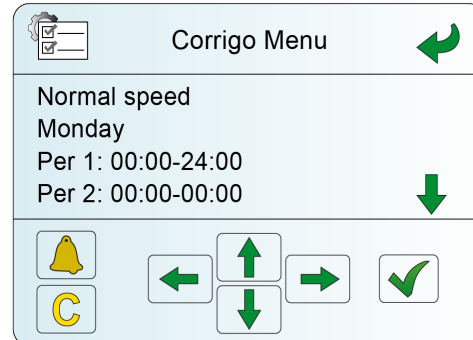 Corrigo Menu
Normal speed
Monday
Per 1: 00:00-24:00
Per 2: 00:00-00:00
C